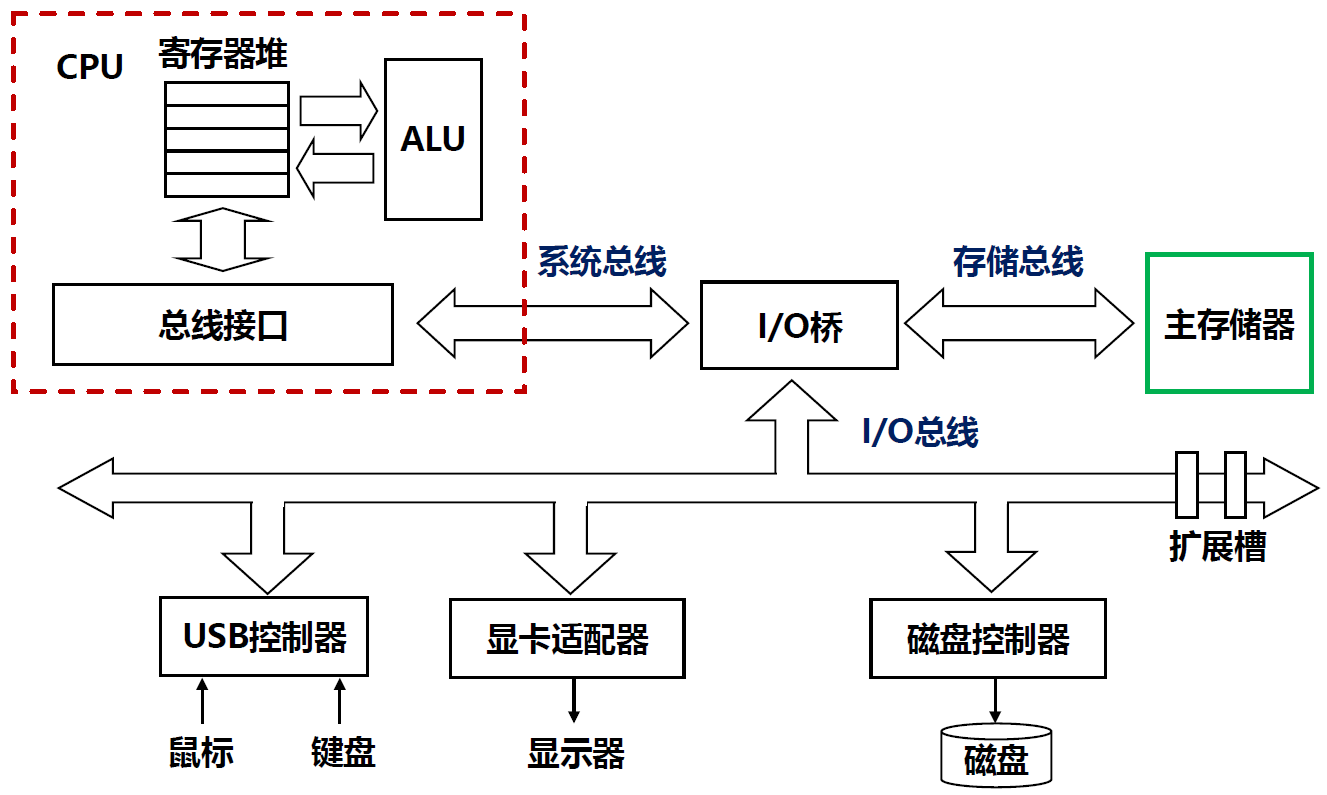 CPU
寄存器堆
ALU
系统总线
存储总线
总线接口
I/O桥
主存储器
I/O总线
扩展槽
USB控制器
显卡适配器
磁盘控制器
鼠标
键盘
显示器
磁盘